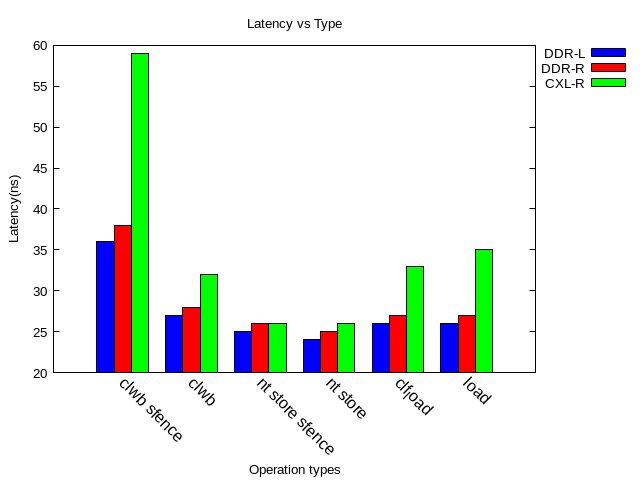 Latency vs Type
DDR-L
DDR-R
CXL-R
60
55
50
45
40
35
30
25
20
Latency(ns)
clwb sfence
clwb
nt store sfence
nt store
load
Operation types